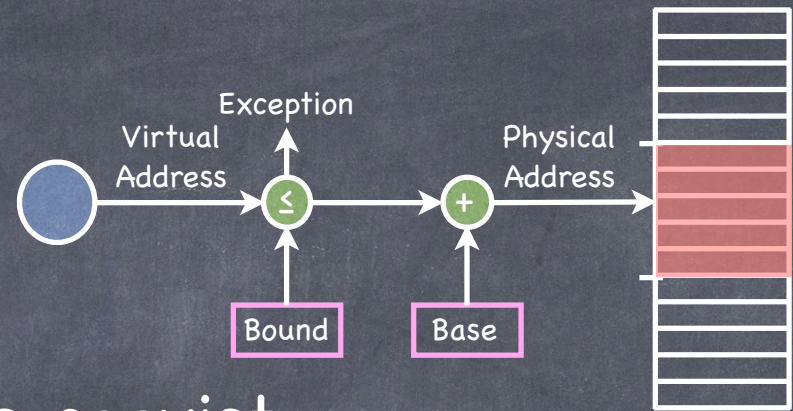 Exception
Virtual
Address
≤
+
Physical
Address
Bound
Base